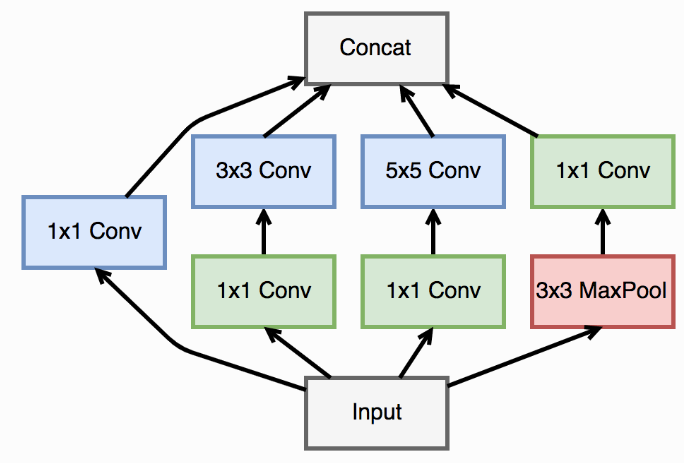 Concat
3x3 Conv
5x5 Conv
1x1 Conv
1x1 Conv
1x1 Conv
1x1 Conv
3x3 MaxPool
Input